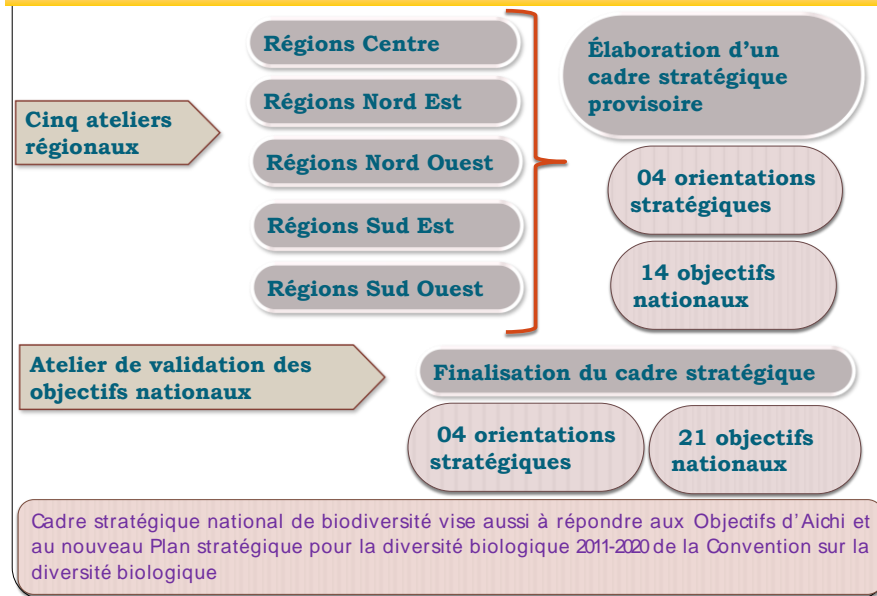 Cinq ateliers
régionaux
Régions Centre
Régions Nord Est
Régions Nord Ouest
Régions Sud Est
Régions Sud Ouest
Élaboration d'un
cadre stratégique
provisoire
04 orientations
stratégiques
14 objectifs
nationaux
Atelier de validation des
objectifs nationaux
Finalisation du cadre stratégique
04 orientations
stratégiques
21 objectifs
nationaux
Cadre stratégique national de biodiversité vise aussi à répondre aux Objectifs d'Aichi et
au nouveau Plan stratégique pour la diversité biologique 2011-2020 de la Convention sur la
diversité biologique